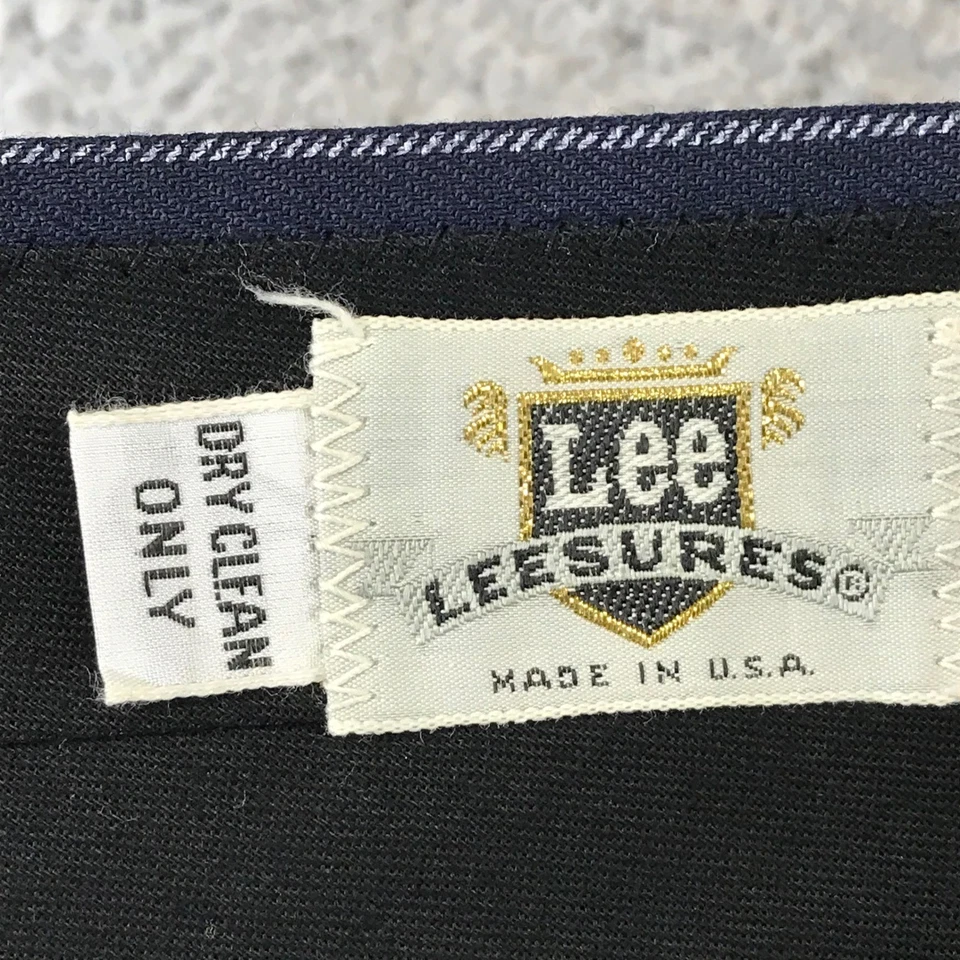 DRY CLEAN
ONLY
Lee
LEESURES®
MADE IN U.S.A.